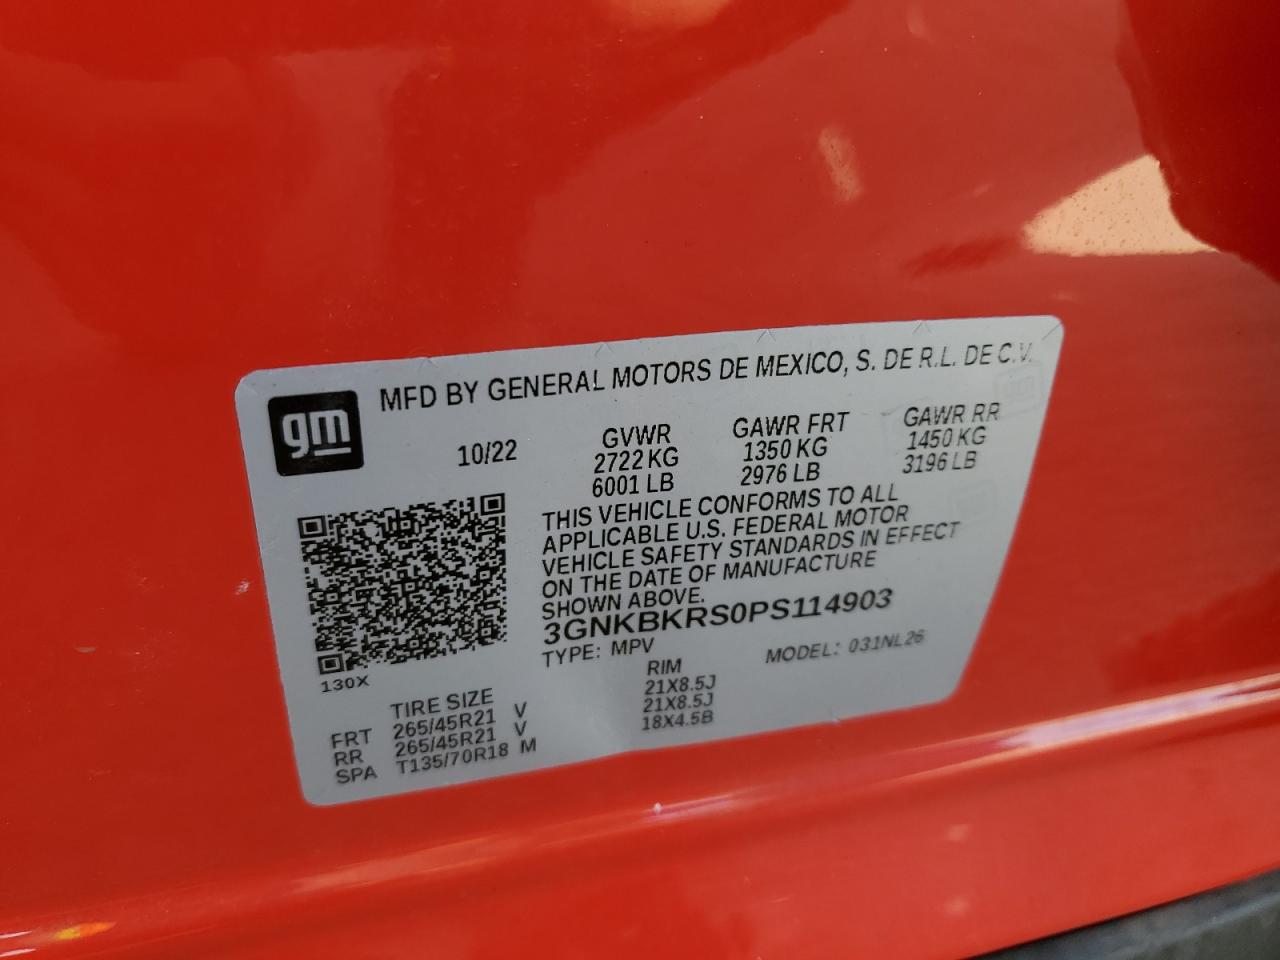 gm
MFD BY GENERAL MOTORS DE MEXICO, S. DE R.L. DE C.V.
10/22
GVWR GAWR FRT GAWR RR
2722 KG 1350 KG 1450 KG
6001 LB 2976 LB 3196 LB
THIS VEHICLE CONFORMS TO ALL
APPLICABLE U.S. FEDERAL MOTOR
VEHICLE SAFETY STANDARDS IN EFFECT
ON THE DATE OF MANUFACTURE
SHOWN ABOVE.
3GNKBKRS0PS114903
TYPE: MPV MODEL: 031NL26
130X
TIRE SIZE RIM
FRT 265/45R21 V 21X8.5J
RR 265/45R21 V 21X8.5J
SPA T135/70R18 M 18X4.5B